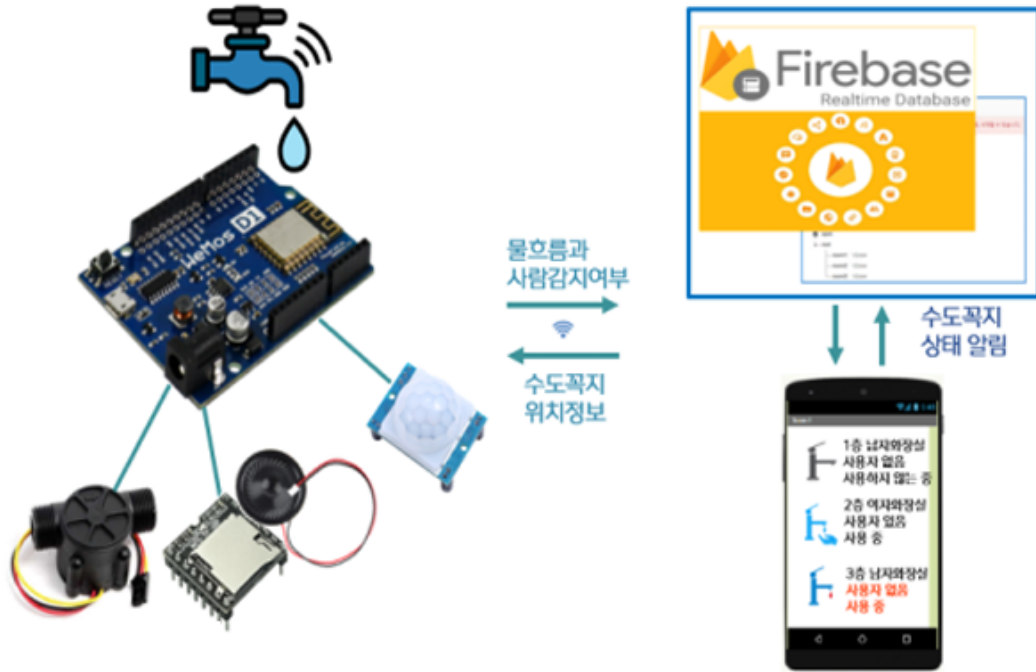 WeMos D1
물흐름과
사람감지여부
수도꼭지
위치정보
Firebase
Realtime Database
수도꼭지
상태 알림
1층 남자화장실
사용자 없음
사용하지 않는 중
2층 여자화장실
사용자 없음
사용 중
3층 남자화장실
사용자 없음
사용 중